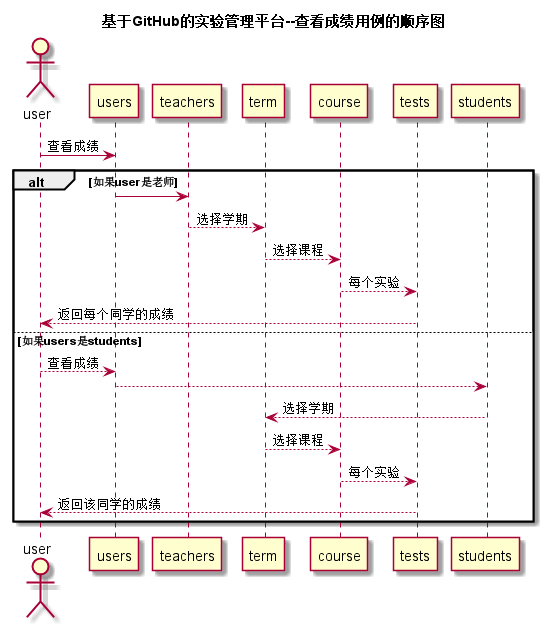 基于GitHub的实验管理平台--查看成绩用例的顺序图
user
users
teachers
term
course
tests
students
查看成绩
alt
[如果user是老师]
选择学期
选择课程
每个实验
返回每个同学的成绩
[如果users是students]
查看成绩
选择学期
选择课程
每个实验
返回该同学的成绩
user
users
teachers
term
course
tests
students